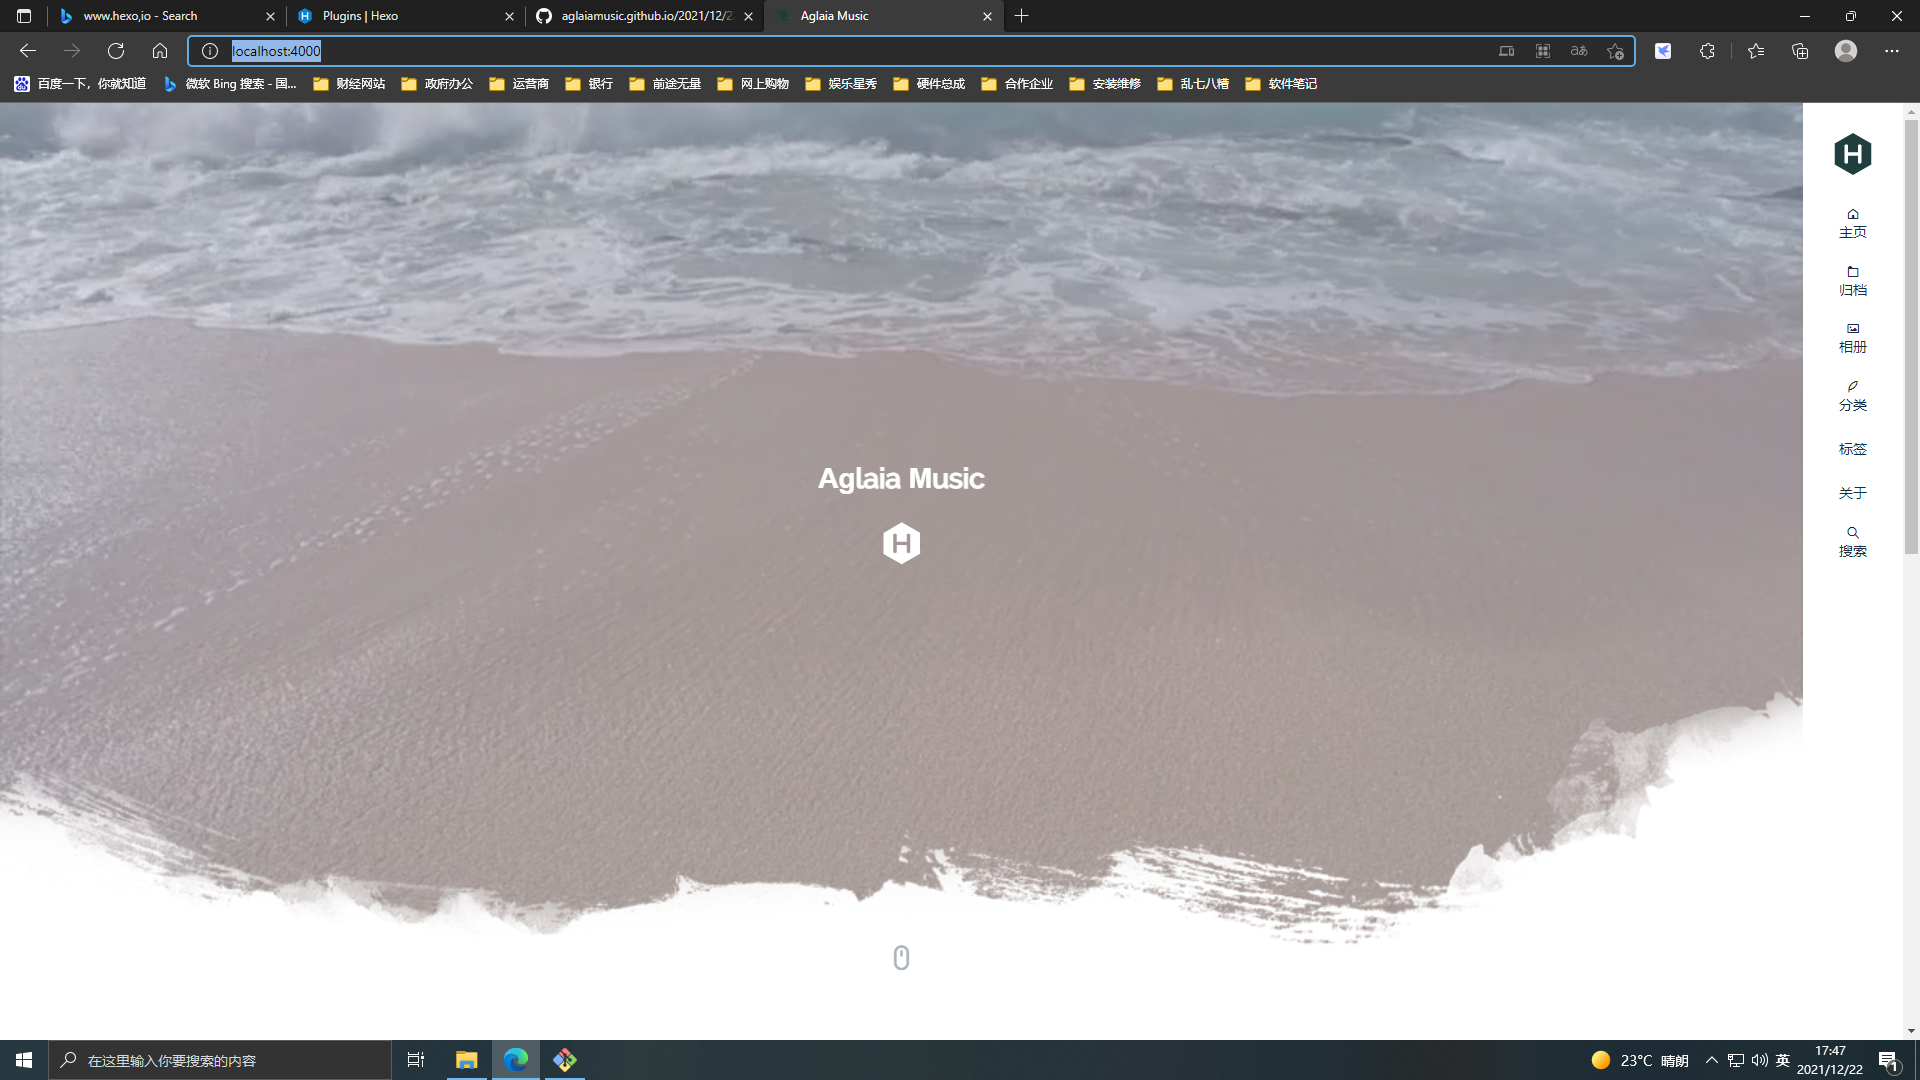 www.hexo,io - Search
Plugins | Hexo
aglaiamusic.github.io/2021/12/2
Aglaia Music
localhost:4000
aあ
百度一下，你就知道
微软 Bing 搜索 - 国...
财经网站
政府办公
运营商
银行
前途无量
网上购物
娱乐星秀
硬件总成
合作企业
安装维修
乱七八糟
软件笔记
H
主页
归档
相册
分类
标签
关于
搜索
Aglaia Music
H
在这里输入你要搜索的内容
23°C 晴朗
英
17:47
2021/12/22
1